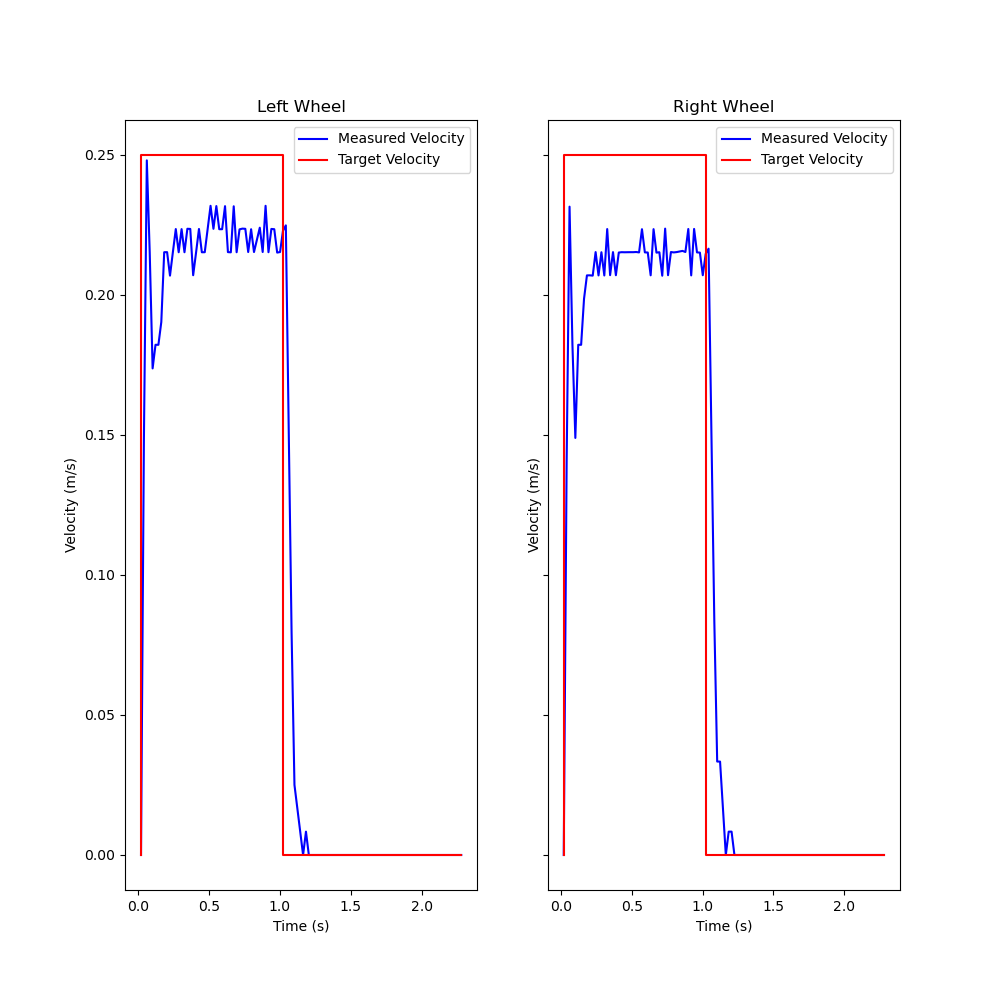 Left Wheel
Measured Velocity
Target Velocity
0.25
0.20
0.15
0.10
0.05
0.00
Velocity (m/s)
0.0 0.5 1.0 1.5 2.0
Time (s)
Right Wheel
Measured Velocity
Target Velocity
Velocity (m/s)
0.0 0.5 1.0 1.5 2.0
Time (s)